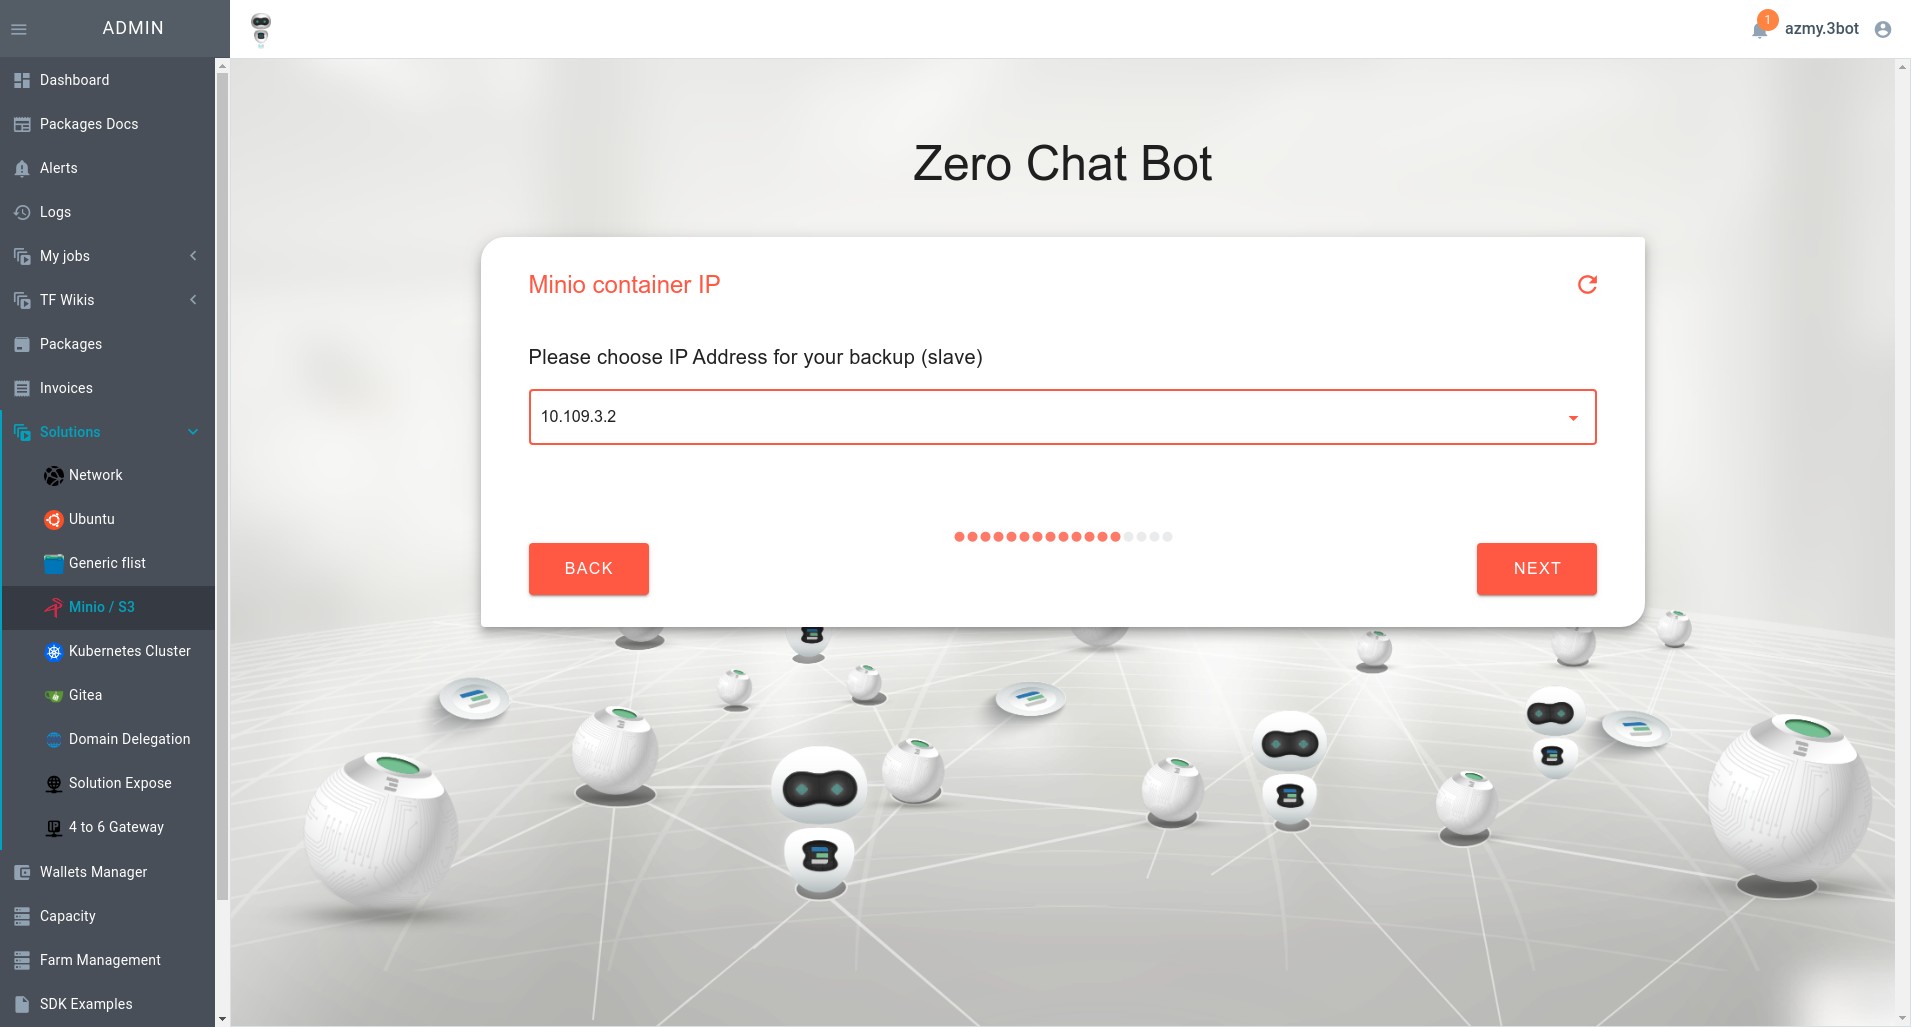 ADMIN
1
azmy.3bot
Dashboard
Packages Docs
Alerts
Logs
My jobs
TF Wikis
Packages
Invoices
Solutions
Network
Ubuntu
Generic flist
Minio / S3
Kubernetes Cluster
Gitea
Domain Delegation
Solution Expose
4 to 6 Gateway
Wallets Manager
Capacity
Farm Management
SDK Examples
Zero Chat Bot
Minio container IP
Please choose IP Address for your backup (slave)
10.109.3.2
BACK
NEXT